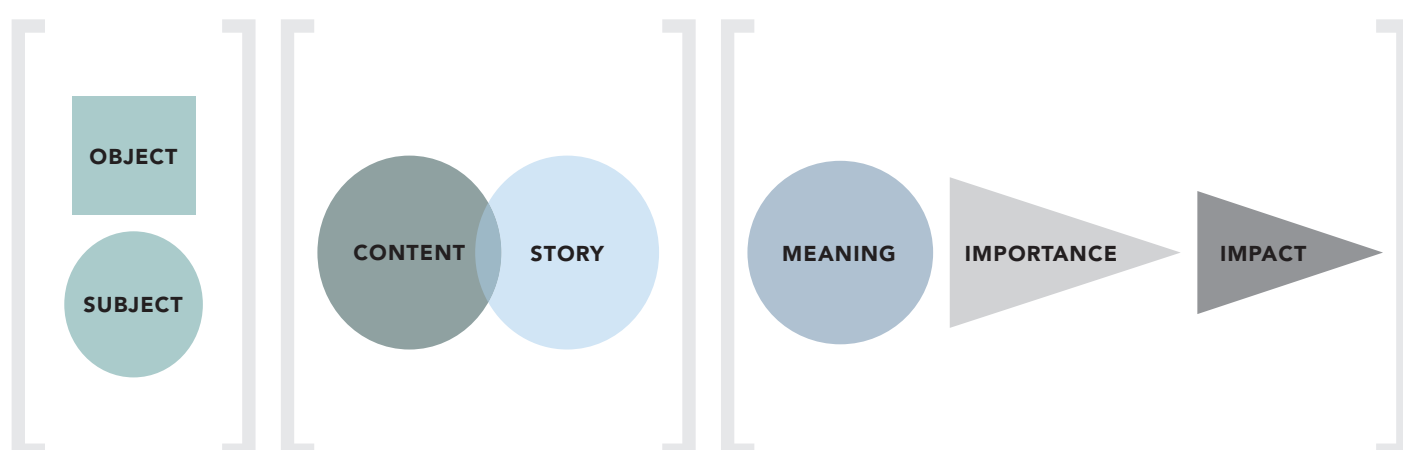 OBJECT
SUBJECT
CONTENT
STORY
MEANING
IMPORTANCE
IMPACT